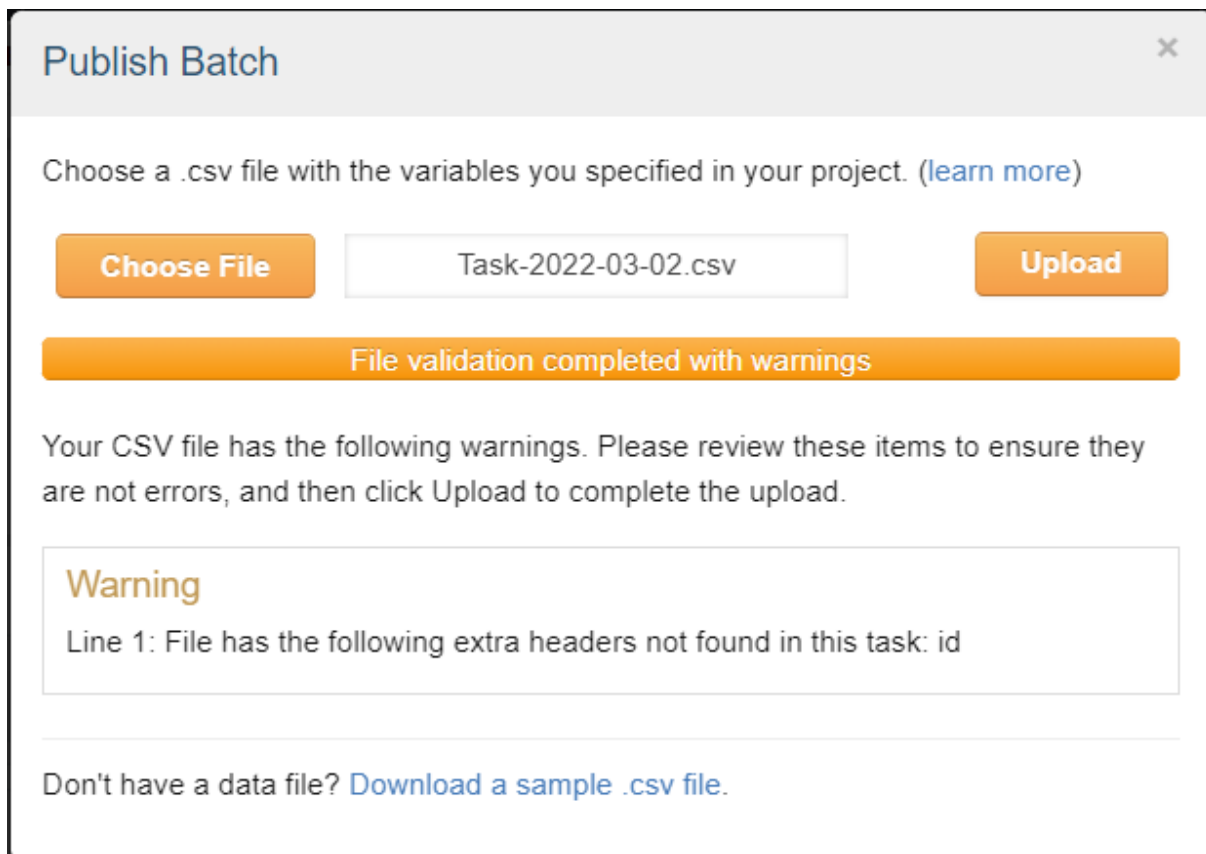 Publish Batch
×
Choose a .csv file with the variables you specified in your project. (learn more)
Choose File Task-2022-03-02.csv Upload
File validation completed with warnings
Your CSV file has the following warnings. Please review these items to ensure they
are not errors, and then click Upload to complete the upload.
Warning
Line 1: File has the following extra headers not found in this task: id
Don't have a data file? Download a sample .csv file.